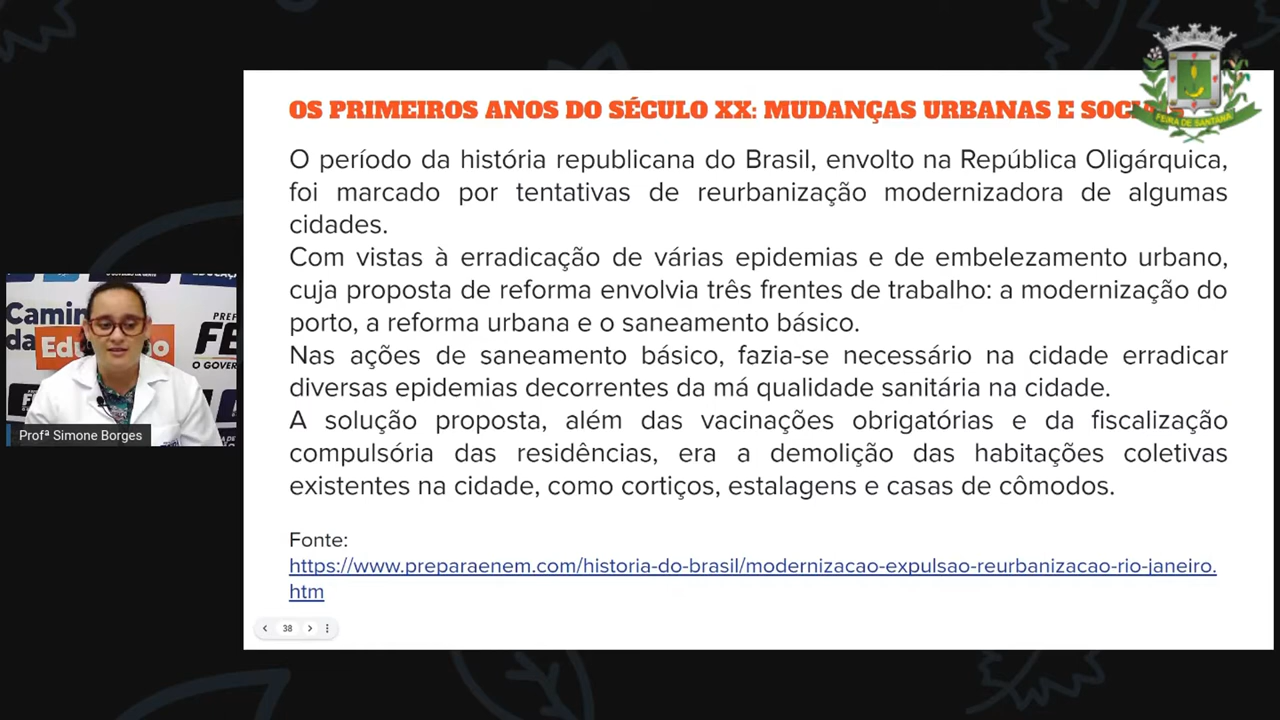 OS PRIMEIROS ANOS DO SÉCULO XX: MUDANÇAS URBANAS E
FEIRA DE SANTANA
O período da história republicana do Brasil, envolto na República Oligárquica,
foi marcado por tentativas de reurbanização modernizadora de algumas
cidades.
Com vistas à erradicação de várias epidemias e de embelezamento urbano,
cuja proposta de reforma envolvia três frentes de trabalho: a modernização do
porto, a reforma urbana e o saneamento básico.
Nas ações de saneamento básico, fazia-se necessário na cidade erradicar
diversas epidemias decorrentes da má qualidade sanitária na cidade.
A solução proposta, além das vacinações obrigatórias e da fiscalização
compulsória das residências, era a demolição das habitações coletivas
existentes na cidade, como cortiços, estalagens e casas de cômodos.
Fonte:
https://www.preparaenem.com/historia-do-brasil/modernizacao-expulsao-reurbanizacao-rio-janeiro.
htm
38
Profª Simone Borges